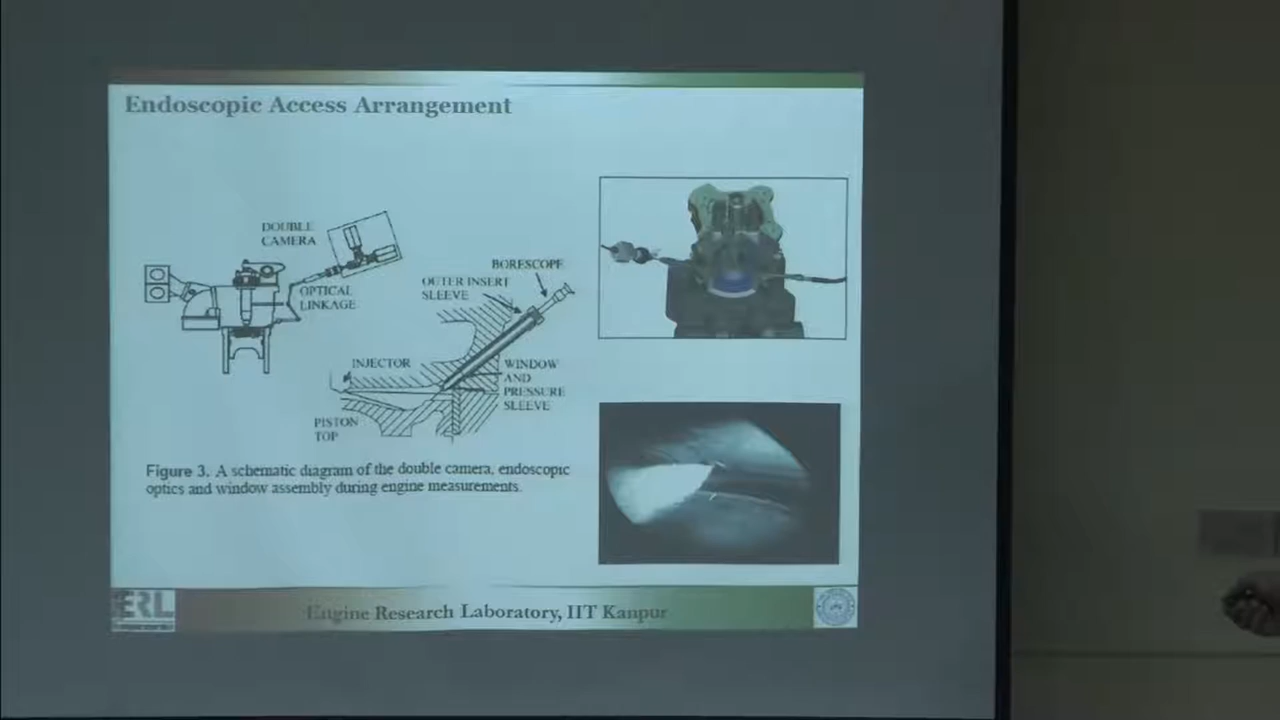 Endoscopic Access Arrangement
DOUBLE
CAMERA
OPTICAL
LINKAGE
BORESCOPE
OUTER INSERT
SLEEVE
INJECTOR
WINDOW
AND
PRESSURE
SLEEVE
PISTON
TOP
Figure 3. A schematic diagram of the double camera, endoscopic
optics and window assembly during engine measurements.
ERL
Engine Research Laboratory, IIT Kanpur